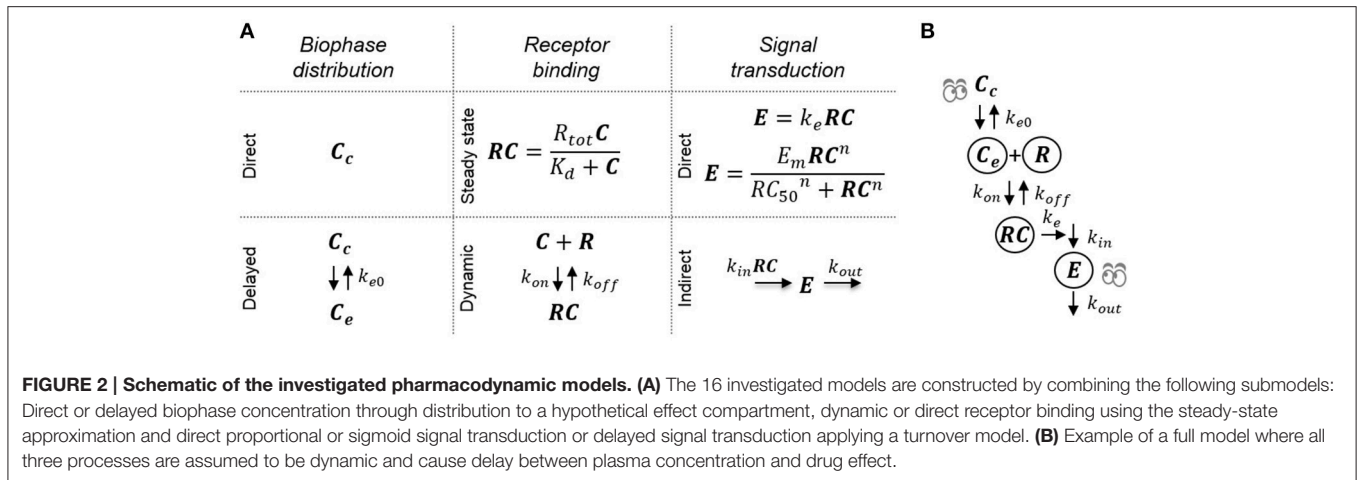 A
Biophase distribution
Receptor binding
Signal transduction
Direct
C_c
Steady state
RC = R_tot C / (K_d + C)
Direct
E = k_e RC
E = E_m RC^n / (RC_50^n + RC^n)
Delayed
C_c
↓↑ k_e0
C_e
Dynamic
C + R
k_on ↓↑ k_off
RC
Indirect
k_in RC → E k_out →
B
C_c
↓↑ k_e0
C_e + R
k_on ↓↑ k_off
RC k_e → ↓ k_in
E
↓ k_out
FIGURE 2 | Schematic of the investigated pharmacodynamic models. (A) The 16 investigated models are constructed by combining the following submodels:
Direct or delayed biophase concentration through distribution to a hypothetical effect compartment, dynamic or direct receptor binding using the steady-state
approximation and direct proportional or sigmoid signal transduction or delayed signal transduction applying a turnover model. (B) Example of a full model where all
three processes are assumed to be dynamic and cause delay between plasma concentration and drug effect.